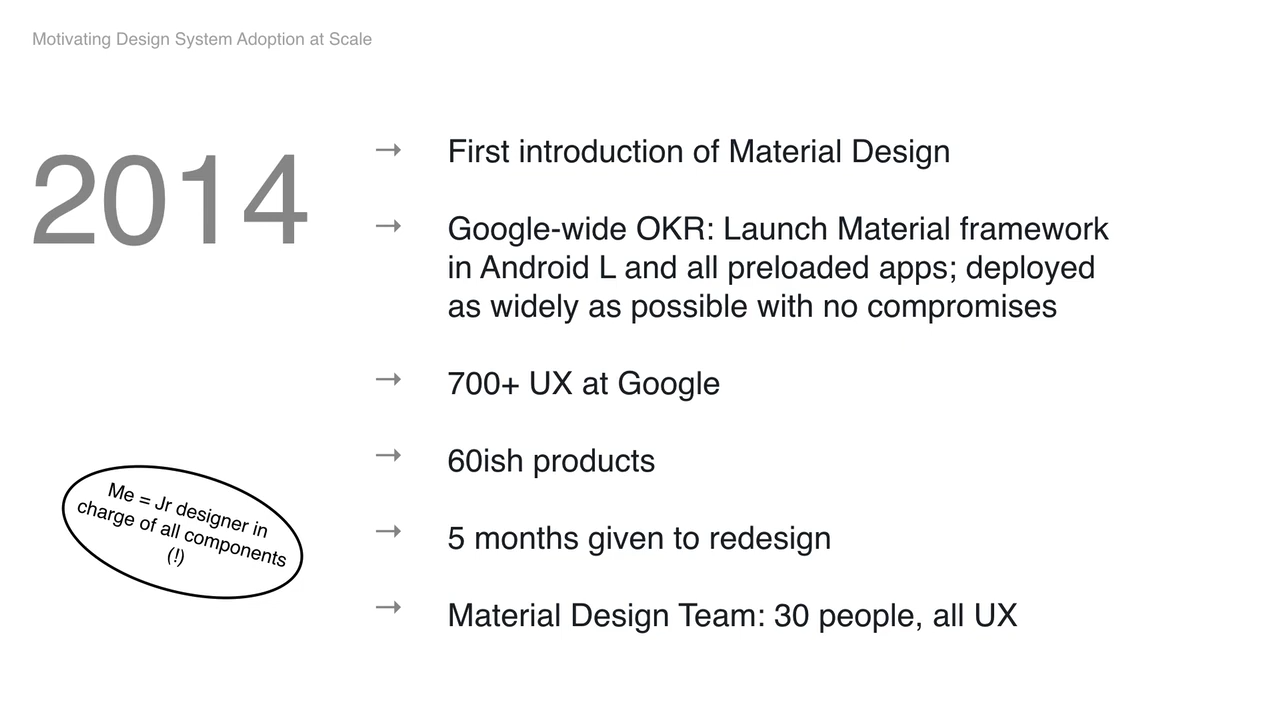 Motivating Design System Adoption at Scale
2014
→ First introduction of Material Design
→ Google-wide OKR: Launch Material framework
in Android L and all preloaded apps; deployed
as widely as possible with no compromises
→ 700+ UX at Google
→ 60ish products
→ 5 months given to redesign
→ Material Design Team: 30 people, all UX
Me = Jr designer in
charge of all components
(!)